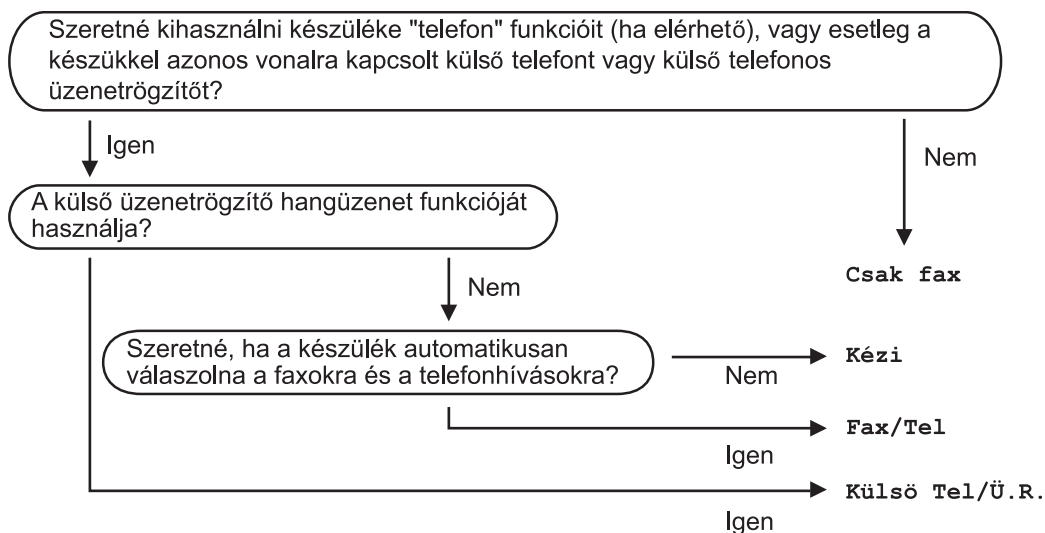 Szeretné kihasználni készüléke "telefon" funkcióit (ha elérhető), vagy esetleg a
készükkel azonos vonalra kapcsolt külső telefont vagy külső telefonos
üzenetrögzítőt?
Igen
Nem
A külső üzenetrögzítő hangüzenet funkcióját
használja?
Csak fax
Nem
Szeretné, ha a készülék automatikusan
válaszolna a faxokra és a telefonhívásokra?
Nem
Kézi
Fax/Tel
Igen
Külsö Tel/Ü.R.
Igen